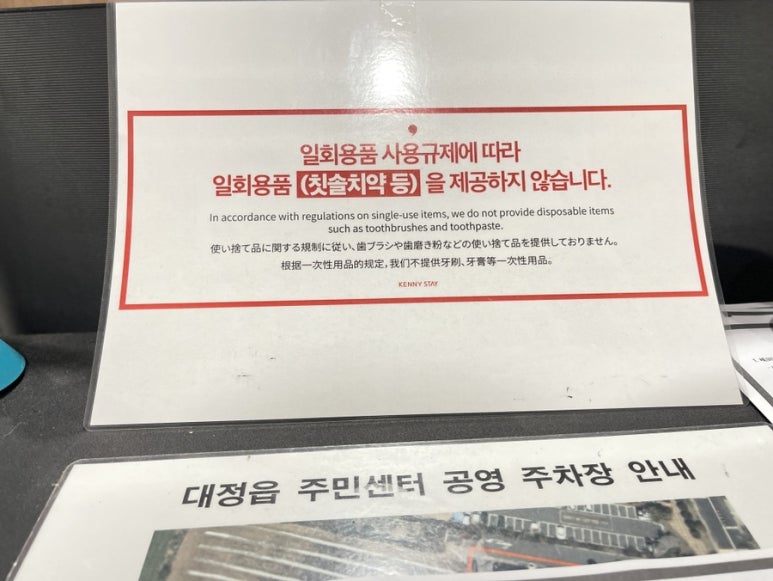 일회용품 사용규제에 따라
일회용품 (칫솔치약 등) 을 제공하지 않습니다.
In accordance with regulations on single-use items, we do not provide disposable items
such as toothbrushes and toothpaste.
使い捨て品に関する規制に従い、歯ブラシや歯磨き粉などの使い捨て品を提供しておりません。
根据一次性用品的规定，我们不提供牙刷、牙膏等一次性用品。
KENNY STAY
대정읍 주민센터 공영 주차장 안내